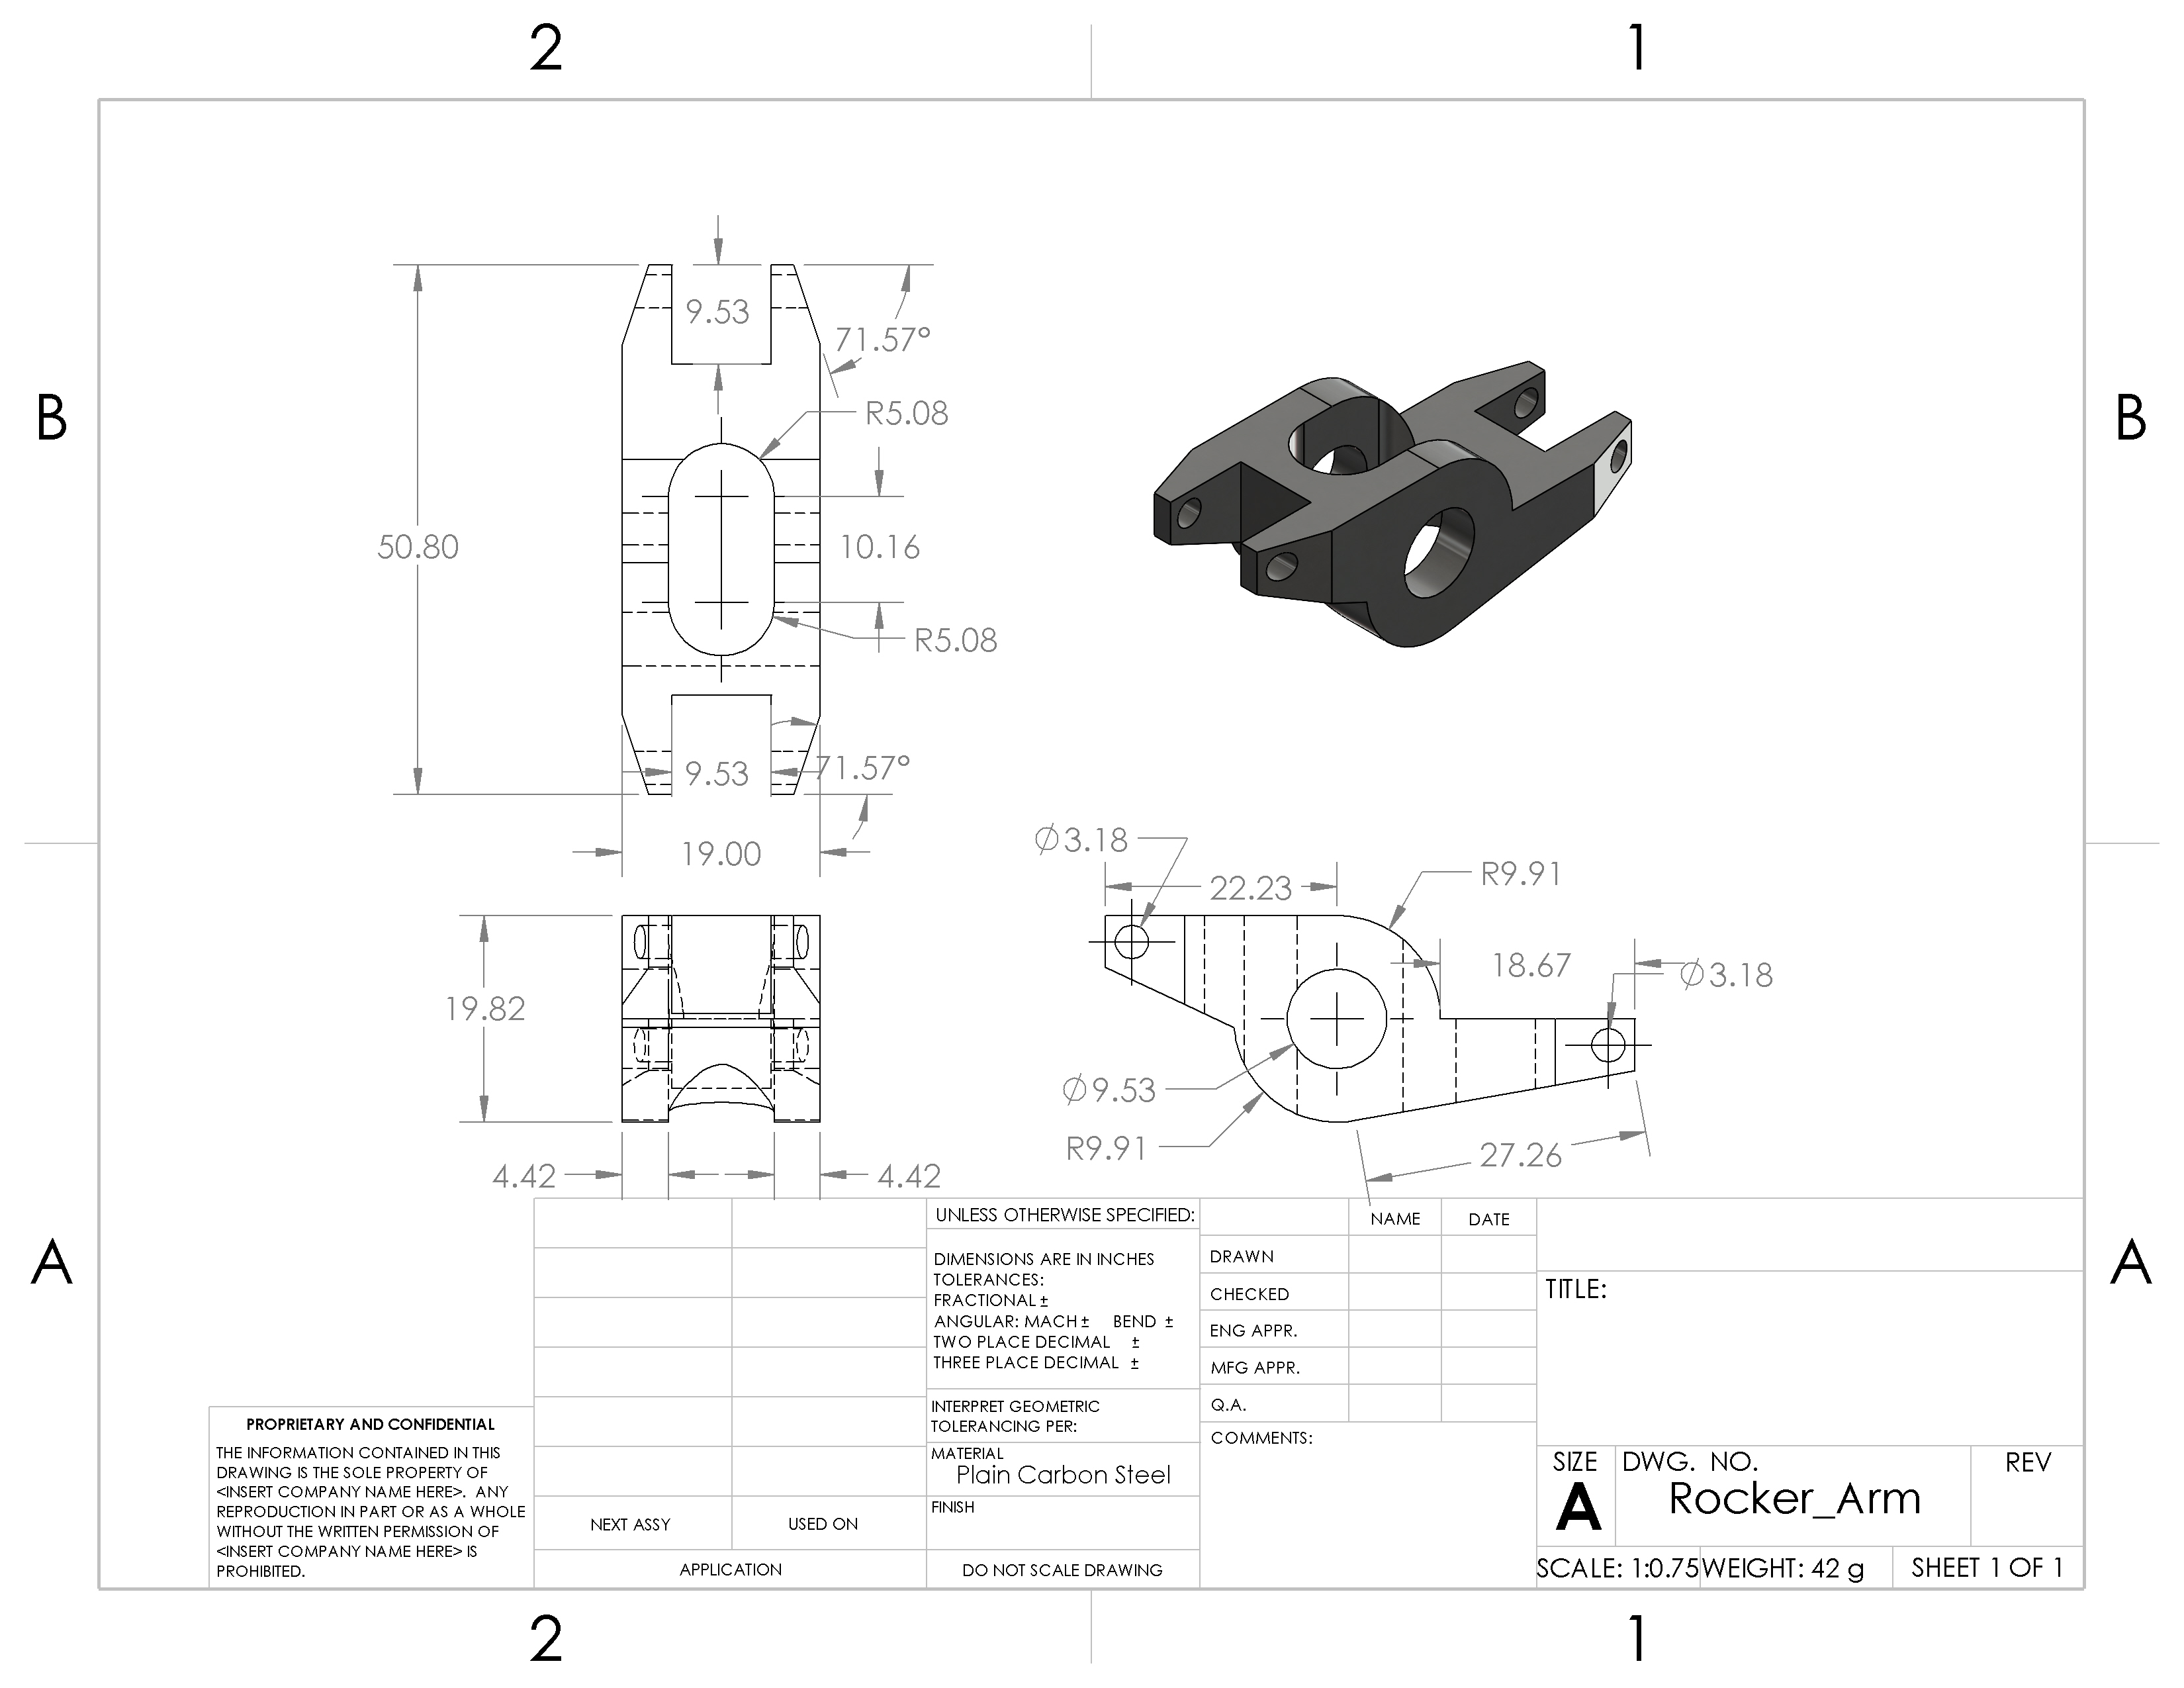 2
1
B
B
9.53
71.57°
R5.08
50.80
10.16
R5.08
9.53
71.57°
19.00
Ø3.18
22.23
R9.91
18.67
Ø3.18
19.82
Ø9.53
R9.91
27.26
4.42
4.42
A
A
UNLESS OTHERWISE SPECIFIED:
DIMENSIONS ARE IN INCHES
TOLERANCES:
FRACTIONAL ±
ANGULAR: MACH ± BEND ±
TWO PLACE DECIMAL ±
THREE PLACE DECIMAL ±
INTERPRET GEOMETRIC
TOLERANCING PER:
MATERIAL
Plain Carbon Steel
FINISH
DO NOT SCALE DRAWING
NAME DATE
DRAWN
CHECKED
ENG APPR.
MFG APPR.
Q.A.
COMMENTS:
TITLE:
SIZE DWG. NO. REV
A Rocker_Arm
SCALE: 1:0.75 WEIGHT: 42 g SHEET 1 OF 1
PROPRIETARY AND CONFIDENTIAL
THE INFORMATION CONTAINED IN THIS
DRAWING IS THE SOLE PROPERTY OF
<INSERT COMPANY NAME HERE>. ANY
REPRODUCTION IN PART OR AS A WHOLE
WITHOUT THE WRITTEN PERMISSION OF
<INSERT COMPANY NAME HERE> IS
PROHIBITED.
NEXT ASSY USED ON
APPLICATION
2
1